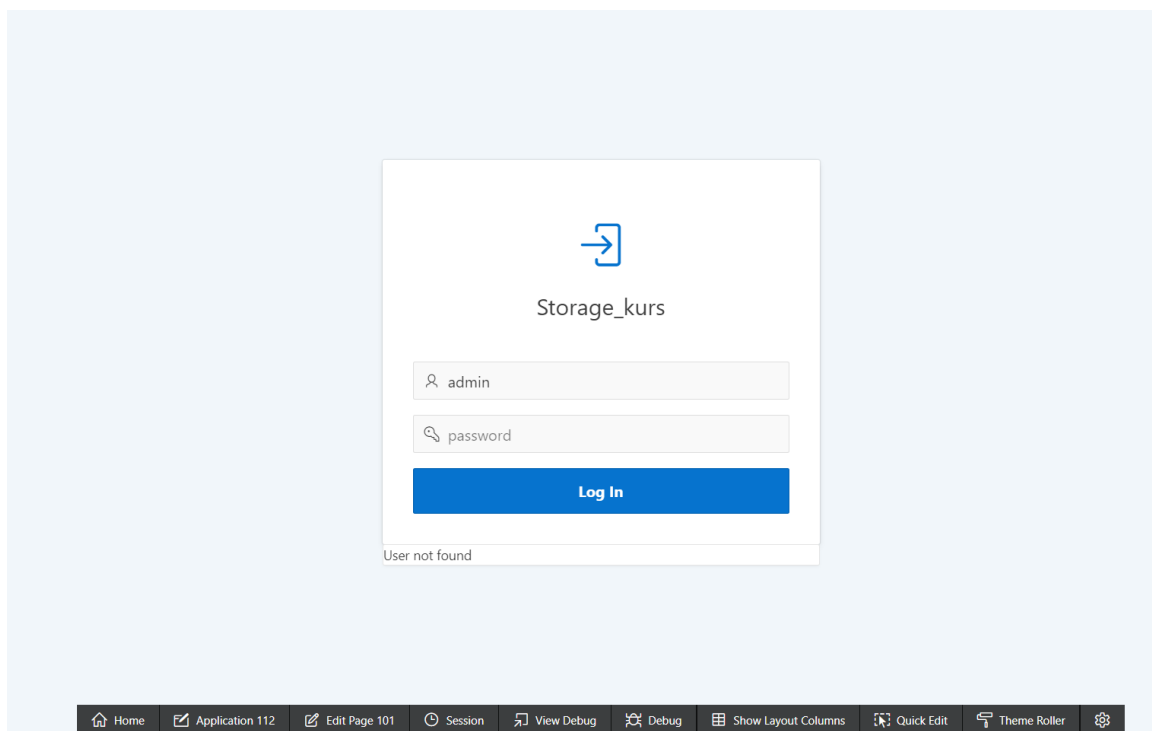 Storage_kurs
admin
password
Log In
User not found
Home Application 112 Edit Page 101 Session View Debug Debug Show Layout Columns Quick Edit Theme Roller